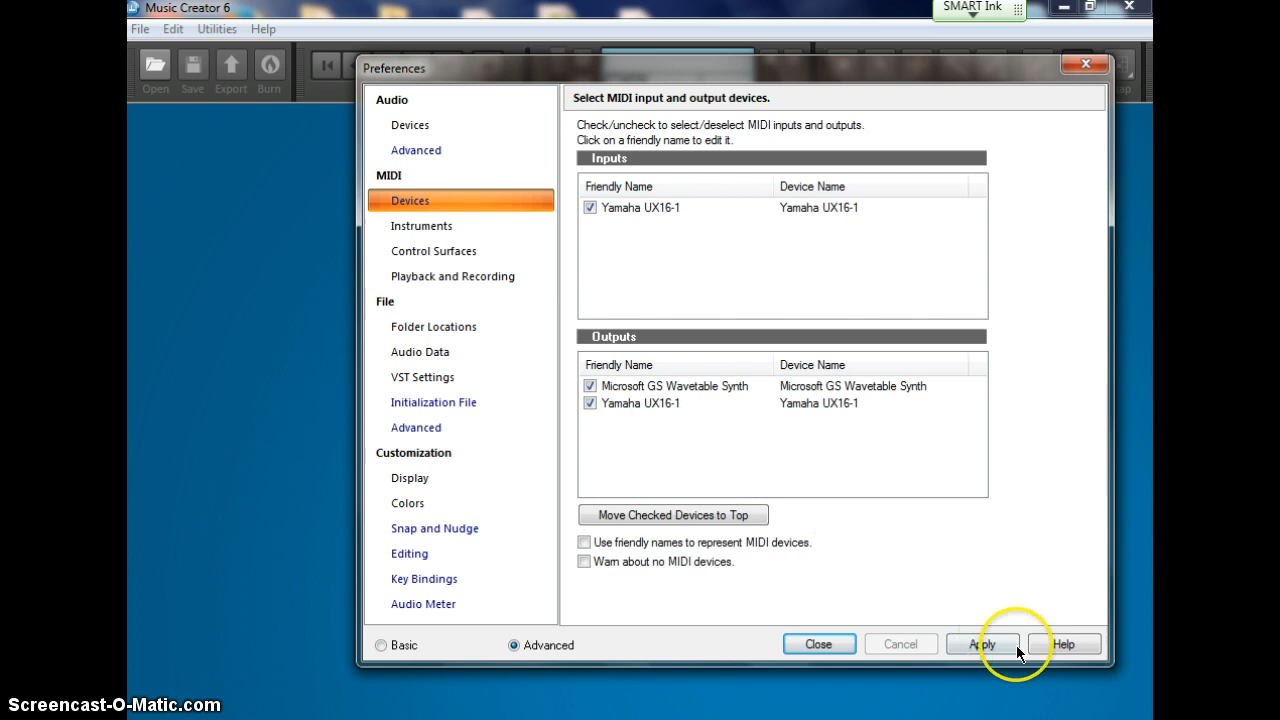 Music Creator 6
SMART Ink
File Edit Utilities Help
Open Save Export Burn
Preferences
Audio
Devices
Advanced
MIDI
Devices
Instruments
Control Surfaces
Playback and Recording
File
Folder Locations
Audio Data
VST Settings
Initialization File
Advanced
Customization
Display
Colors
Snap and Nudge
Editing
Key Bindings
Audio Meter
Basic Advanced
Select MIDI input and output devices.
Check/uncheck to select/deselect MIDI inputs and outputs.
Click on a friendly name to edit it.
Inputs
Friendly Name Device Name
Yamaha UX16-1 Yamaha UX16-1
Outputs
Friendly Name Device Name
Microsoft GS Wavetable Synth Microsoft GS Wavetable Synth
Yamaha UX16-1 Yamaha UX16-1
Move Checked Devices to Top
Use friendly names to represent MIDI devices.
Warn about no MIDI devices.
Close Cancel Apply Help
Screencast-O-Matic.com